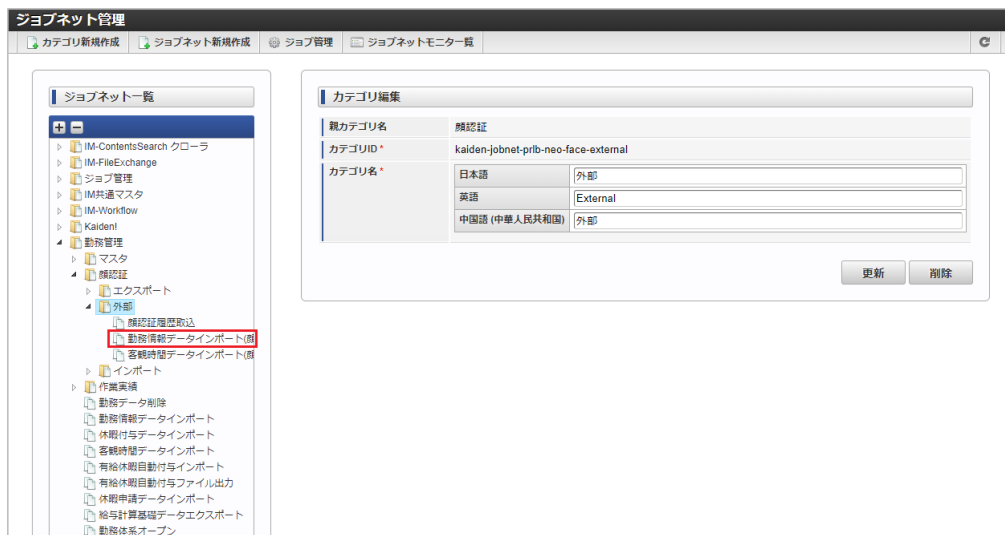 ジョブネット管理
カテゴリ新規作成 ジョブネット新規作成 ジョブ管理 ジョブネットモニタ一覧
ジョブネット一覧
IM-ContentsSearch クローラ
IM-FileExchange
ジョブ管理
IM共通マスタ
IM-Workflow
Kaiden!
勤務管理
マスタ
顔認証
エクスポート
外部
顔認証履歴取込
勤務情報データインポート(顔
客観時間データインポート(顔
インポート
作業実績
勤務データ削除
勤務情報データインポート
休暇付与データインポート
客観時間データインポート
有給休暇自動付与インポート
有給休暇自動付与ファイル出力
休暇申請データインポート
給与計算基礎データエクスポート
勤務体系オープン
カテゴリ編集
親カテゴリ名 顔認証
カテゴリID * kaiden-jobnet-prlb-neo-face-external
カテゴリ名 * 日本語 外部
英語 External
中国語 (中華人民共和国) 外部
更新 削除